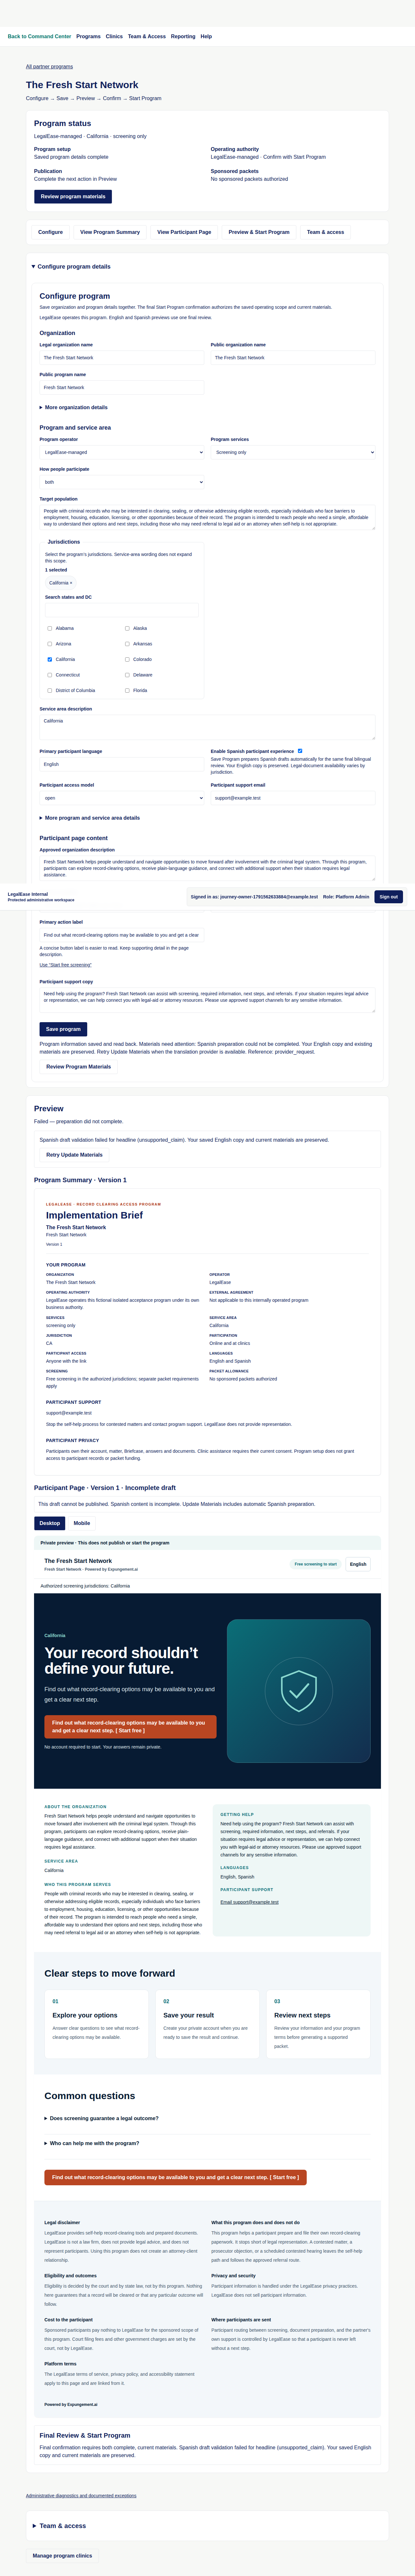 Back to Command Center Programs Clinics Team & Access Reporting Help
All partner programs
The Fresh Start Network
Configure → Save → Preview → Confirm → Start Program
Program status
LegalEase-managed · California · screening only
Program setup
Saved program details complete
Operating authority
LegalEase-managed · Confirm with Start Program
Publication
Complete the next action in Preview
Sponsored packets
No sponsored packets authorized
Review program materials
Configure View Program Summary View Participant Page Preview & Start Program Team & access
▼ Configure program details
Configure program
Save organization and program details together. The final Start Program confirmation authorizes the saved operating scope and current materials.
LegalEase operates this program. English and Spanish previews use one final review.
Organization
Legal organization name
The Fresh Start Network
Public organization name
The Fresh Start Network
Public program name
Fresh Start Network
▶ More organization details
Program and service area
Program operator
LegalEase-managed
Program services
Screening only
How people participate
both
Target population
People with criminal records who may be interested in clearing, sealing, or otherwise addressing eligible records, especially individuals who face barriers to
employment, housing, education, licensing, or other opportunities because of their record. The program is intended to reach people who need a simple, affordable
way to understand their options and next steps, including those who may need referral to legal aid or an attorney when self-help is not appropriate.
Jurisdictions
Select the program's jurisdictions. Service-area wording does not expand
this scope.
1 selected
California ×
Search states and DC
Alabama
Alaska
Arizona
Arkansas
California
Colorado
Connecticut
Delaware
District of Columbia
Florida
Service area description
California
Primary participant language
English
Enable Spanish participant experience
Save Program prepares Spanish drafts automatically for the same final bilingual
review. Your English copy is preserved. Legal-document availability varies by
jurisdiction.
Participant access model
open
Participant support email
support@example.test
▶ More program and service area details
Participant page content
Approved organization description
Fresh Start Network helps people understand and navigate opportunities to move forward after involvement with the criminal legal system. Through this program,
participants can explore record-clearing options, receive plain-language guidance, and connect with additional support when their situation requires legal
assistance.
LegalEase Internal
Protected administrative workspace
Signed in as: journey-owner-1791562633884@example.test Role: Platform Admin Sign out
Primary action label
Find out what record-clearing options may be available to you and get a clear
A concise button label is easier to read. Keep supporting detail in the page
description.
Use "Start free screening"
Participant support copy
Need help using the program? Fresh Start Network can assist with screening, required information, next steps, and referrals. If your situation requires legal advice
or representation, we can help connect you with legal-aid or attorney resources. Please use approved support channels for any sensitive information.
Save program
Program information saved and read back. Materials need attention: Spanish preparation could not be completed. Your English copy and existing
materials are preserved. Retry Update Materials when the translation provider is available. Reference: provider_request.
Review Program Materials
Preview
Failed — preparation did not complete.
Spanish draft validation failed for headline (unsupported_claim). Your saved English copy and current materials are preserved.
Retry Update Materials
Program Summary · Version 1
LEGALEASE · RECORD CLEARING ACCESS PROGRAM
Implementation Brief
The Fresh Start Network
Fresh Start Network
Version 1
YOUR PROGRAM
ORGANIZATION
The Fresh Start Network
OPERATOR
LegalEase
OPERATING AUTHORITY
LegalEase operates this fictional isolated acceptance program under its own
business authority
EXTERNAL AGREEMENT
Not applicable to this internally operated program
SERVICES
screening only
SERVICE AREA
California
JURISDICTION
CA
PARTICIPATION
Online and at clinics
PARTICIPANT ACCESS
Anyone with the link
LANGUAGES
English and Spanish
SCREENING
Free screening in the authorized jurisdictions; separate packet requirements
apply
PACKET ALLOWANCE
No sponsored packets authorized
PARTICIPANT SUPPORT
support@example.test
Stop the self-help process for contested matters and contact program support. LegalEase does not provide representation.
PARTICIPANT PRIVACY
Participants own their account, matter, Briefcase, answers and documents. Clinic assistance requires their current consent. Program setup does not grant
access to participant records or packet funding.
Participant Page · Version 1 · Incomplete draft
This draft cannot be published. Spanish content is incomplete. Update Materials includes automatic Spanish preparation.
Desktop Mobile
Private preview · This does not publish or start the program
The Fresh Start Network
Fresh Start Network · Powered by Expungement.ai
Free screening to start English
Authorized screening jurisdictions: California
California
Your record shouldn't
define your future.
Find out what record-clearing options may be available to you and
get a clear next step.
Find out what record-clearing options may be available to you
and get a clear next step. [ Start free ]
No account required to start. Your answers remain private.
ABOUT THE ORGANIZATION
Fresh Start Network helps people understand and navigate opportunities to
move forward after involvement with the criminal legal system. Through this
program, participants can explore record-clearing options, receive plain-
language guidance, and connect with additional support when their situation
requires legal assistance.
SERVICE AREA
California
WHO THIS PROGRAM SERVES
People with criminal records who may be interested in clearing, sealing, or
otherwise addressing eligible records, especially individuals who face barriers
to employment, housing, education, licensing, or other opportunities because
of their record. The program is intended to reach people who need a simple,
affordable way to understand their options and next steps, including those who
may need referral to legal aid or an attorney when self-help is not appropriate.
GETTING HELP
Need help using the program? Fresh Start Network can assist with
screening, required information, next steps, and referrals. If your
situation requires legal advice or representation, we can help connect
you with legal-aid or attorney resources. Please use approved support
channels for any sensitive information.
LANGUAGES
English, Spanish
PARTICIPANT SUPPORT
Email support@example.test
Clear steps to move forward
01
Explore your options
Answer clear questions to see what record-
clearing options may be available.
02
Save your result
Create your private account when you are
ready to save the result and continue.
03
Review next steps
Review your information and your program
terms before generating a supported
packet.
Common questions
▶ Does screening guarantee a legal outcome?
▶ Who can help me with the program?
Find out what record-clearing options may be available to you and get a clear next step. [ Start free ]
Legal disclaimer
LegalEase provides self-help record-clearing tools and prepared documents.
LegalEase is not a law firm, does not provide legal advice, and does not
represent participants. Using this program does not create an attorney-client
relationship.
What this program does and does not do
This program helps a participant prepare and file their own record-clearing
paperwork. It stops short of legal representation. A contested matter, a
prosecutor objection, or a scheduled contested hearing leaves the self-help
path and follows the approved referral route.
Eligibility and outcomes
Eligibility is decided by the court and by state law, not by this program. Nothing
here guarantees that a record will be cleared or that any particular outcome will
follow.
Privacy and security
Participant information is handled under the LegalEase privacy practices.
LegalEase does not sell participant information.
Cost to the participant
Sponsored participants pay nothing to LegalEase for the sponsored scope of
this program. Court filing fees and other government charges are set by the
court, not by LegalEase.
Where participants are sent
Participant routing between screening, document preparation, and the partner's
own support is controlled by LegalEase so that a participant is never left
without a next step.
Platform terms
The LegalEase terms of service, privacy policy, and accessibility statement
apply to this page and are linked from it.
Powered by Expungement.ai
Final Review & Start Program
Final confirmation requires both complete, current materials. Spanish draft validation failed for headline (unsupported_claim). Your saved English
copy and current materials are preserved.
Administrative diagnostics and documented exceptions
▶ Team & access
Manage program clinics